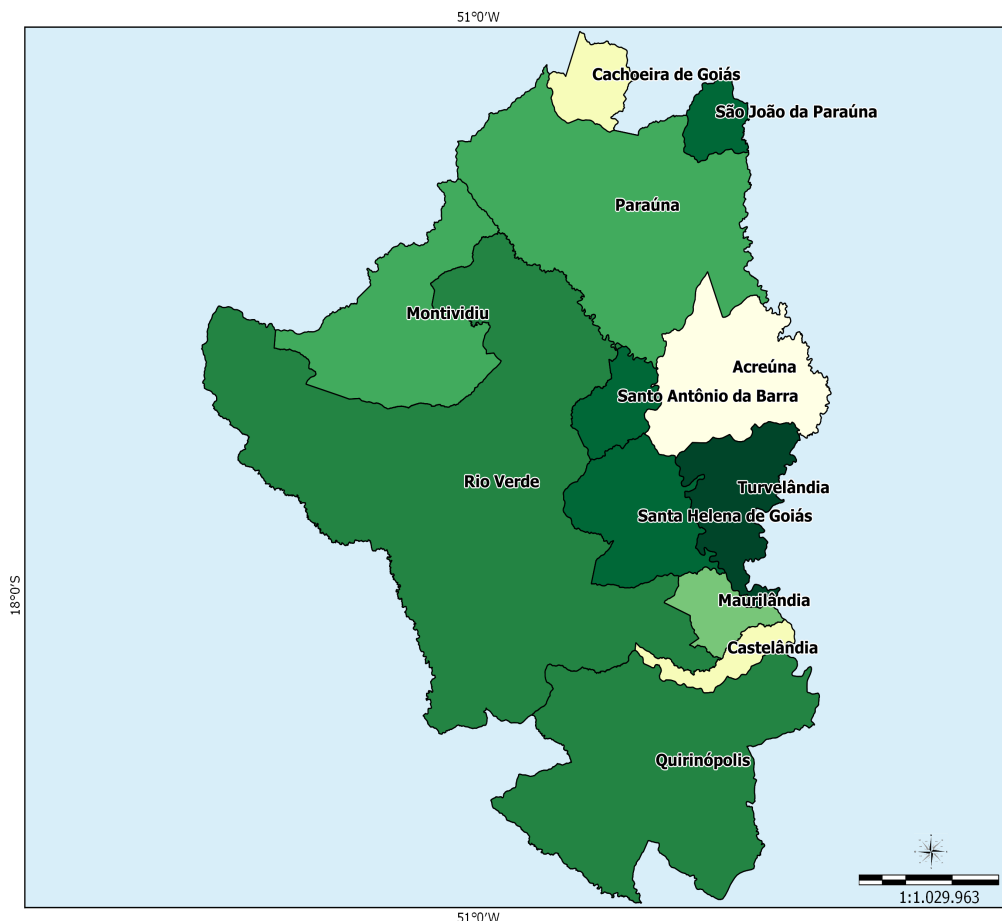 51°0'W
Cachoeira de Goiás
São João da Paraúna
Paraúna
Montividiu
Acreúna
Santo Antônio da Barra
Rio Verde
Turvelândia
Santa Helena de Goiás
18°0'S
Maurilândia
Castelândia
Quirinópolis
1:1.029.963
51°0'W